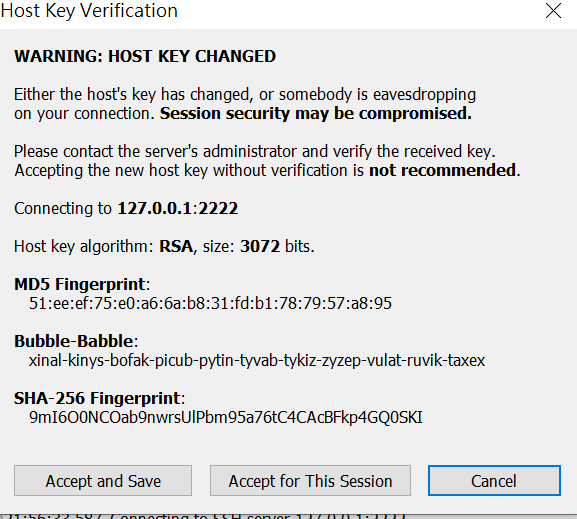 Host Key Verification
WARNING: HOST KEY CHANGED
Either the host's key has changed, or somebody is eavesdropping
on your connection. Session security may be compromised.
Please contact the server's administrator and verify the received key.
Accepting the new host key without verification is not recommended.
Connecting to 127.0.0.1:2222
Host key algorithm: RSA, size: 3072 bits.
MD5 Fingerprint:
51:ee:ef:75:e0:a6:6a:b8:31:fd:b1:78:79:57:a8:95
Bubble-Babble:
xinal-kinys-bofak-picub-pytin-tyvab-tykiz-zyzep-vulat-ruvik-taxex
SHA-256 Fingerprint:
9mI6O0NCOab9nwrsUlPbm95a76tC4CAcBFkp4GQ0SKI
Accept and Save
Accept for This Session
Cancel
21:56:33.587 Connecting to SSH server 127.0.0.1:2222